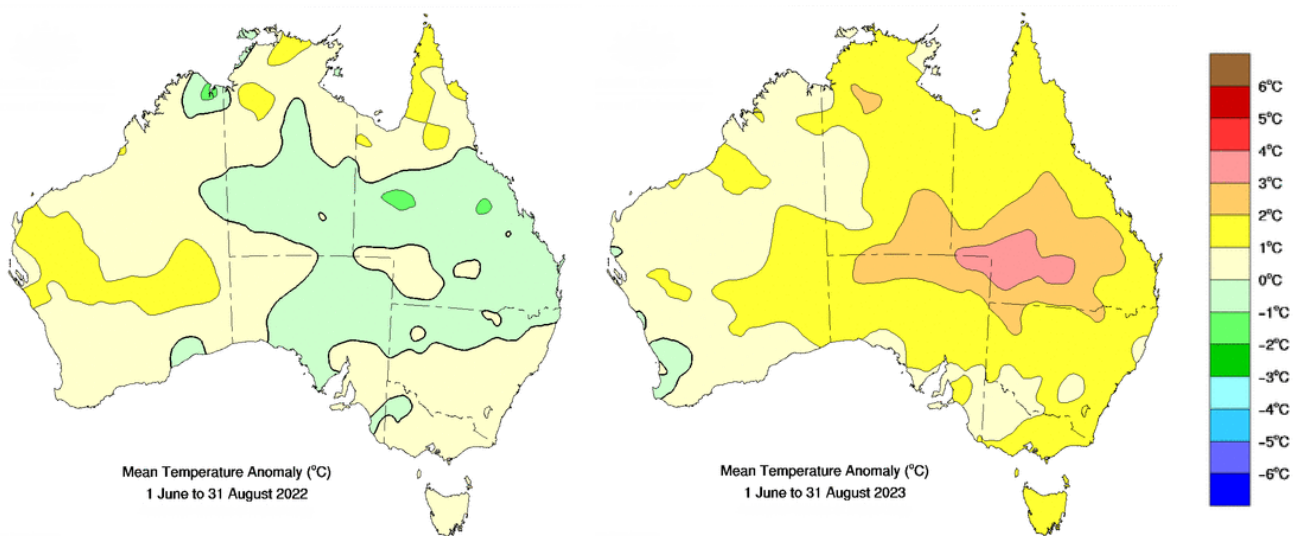 Mean Temperature Anomaly (°C)
1 June to 31 August 2022
Mean Temperature Anomaly (°C)
1 June to 31 August 2023
6°C
5°C
4°C
3°C
2°C
1°C
0°C
-1°C
-2°C
-3°C
-4°C
-5°C
-6°C